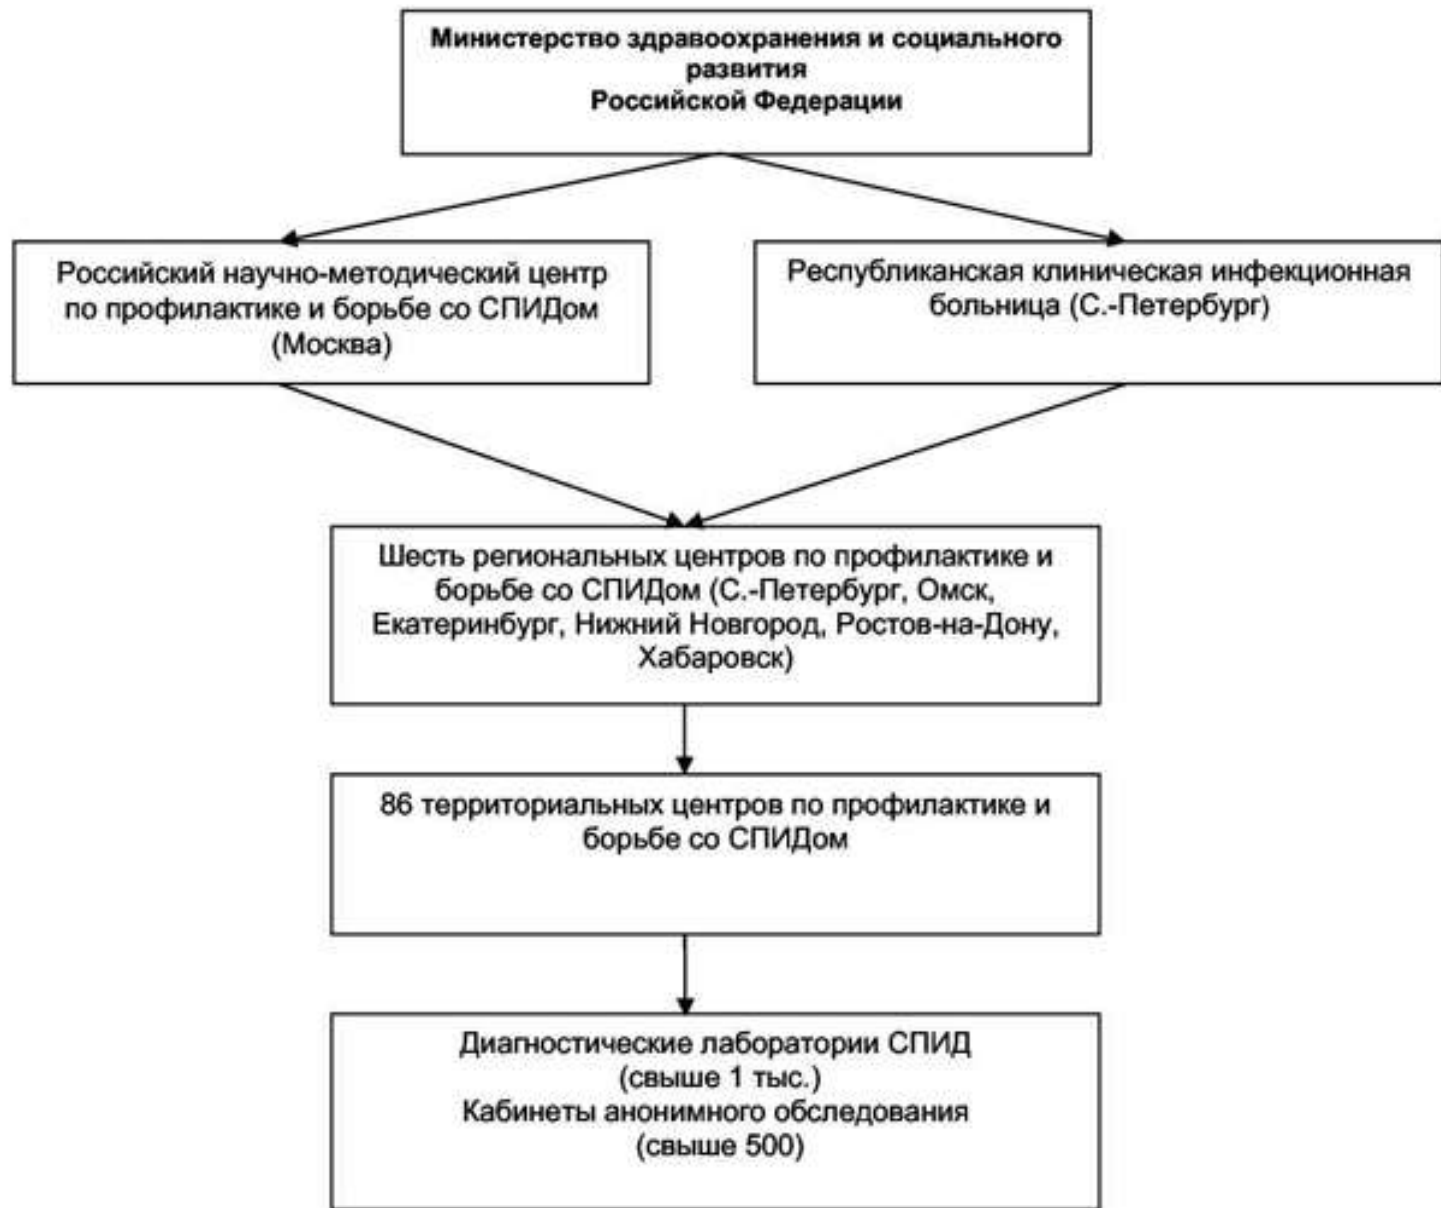 Министерство здравоохранения и социального
развития
Российской Федерации
Российский научно-методический центр
по профилактике и борьбе со СПИДом
(Москва)
Республиканская клиническая инфекционная
больница (С.-Петербург)
Шесть региональных центров по профилактике и
борьбе со СПИДом (С.-Петербург, Омск,
Екатеринбург, Нижний Новгород, Ростов-на-Дону,
Хабаровск)
86 территориальных центров по профилактике и
борьбе со СПИДом
Диагностические лаборатории СПИД
(свыше 1 тыс.)
Кабинеты анонимного обследования
(свыше 500)